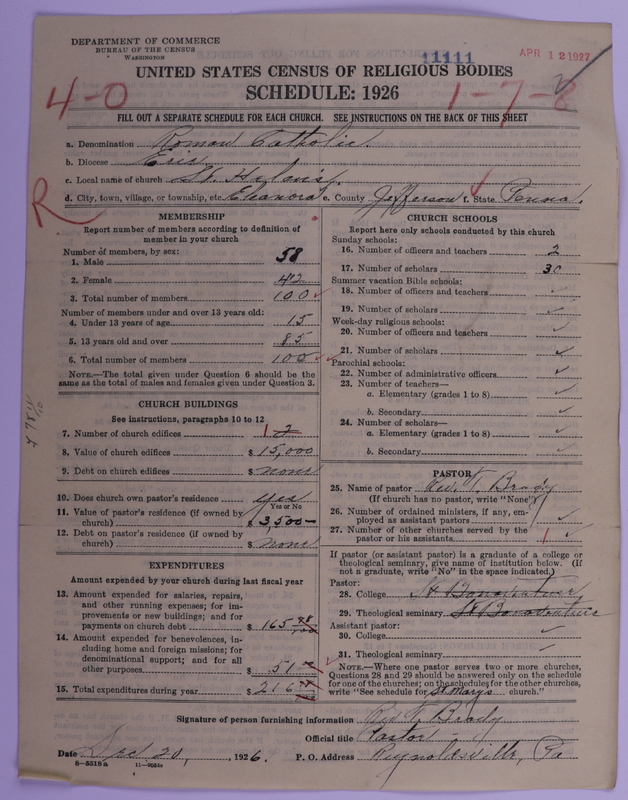 DEPARTMENT OF COMMERCE
BUREAU OF THE CENSUS
WASHINGTON
11111
APR 12 1927
UNITED STATES CENSUS OF RELIGIOUS BODIES
SCHEDULE: 1926
4-0
1-7-8
FILL OUT A SEPARATE SCHEDULE FOR EACH CHURCH. SEE INSTRUCTIONS ON THE BACK OF THIS SHEET
a. Denomination Roman Catholic
b. Diocese Erie
c. Local name of church St. Helens
d. City, town, village, or township, etc. Eleanora e. County Jefferson f. State Penna.
R
MEMBERSHIP
Report number of members according to definition of
member in your church
Number of members, by sex:
1. Male 58
2. Female 42
3. Total number of members 100
Number of members under and over 13 years old:
4. Under 13 years of age 15
5. 13 years old and over 85
6. Total number of members 100
NOTE.—The total given under Question 6 should be the
same as the total of males and females given under Question 3.
CHURCH BUILDINGS
See instructions, paragraphs 10 to 12
7. Number of church edifices 1 2
8. Value of church edifices $ 15,000
9. Debt on church edifices $ none
10. Does church own pastor's residence yes
Yes or No
11. Value of pastor's residence (if owned by
church) $ 3,500—
12. Debt on pastor's residence (if owned by
church) $ none
EXPENDITURES
Amount expended by your church during last fiscal year
13. Amount expended for salaries, repairs,
and other running expenses; for im-
provements or new buildings; and for
payments on church debt $ 165
14. Amount expended for benevolences, in-
cluding home and foreign missions; for
denominational support; and for all
other purposes $ 51
15. Total expenditures during year $ 216
CHURCH SCHOOLS
Report here only schools conducted by this church
Sunday schools:
16. Number of officers and teachers 2
17. Number of scholars 30
Summer vacation Bible schools:
18. Number of officers and teachers
19. Number of scholars
Week-day religious schools:
20. Number of officers and teachers
21. Number of scholars
Parochial schools:
22. Number of administrative officers
23. Number of teachers—
a. Elementary (grades 1 to 8)
b. Secondary
24. Number of scholars—
a. Elementary (grades 1 to 8)
b. Secondary
PASTOR
25. Name of pastor Rev. T. Brady
(If church has no pastor, write "None")
26. Number of ordained ministers, if any, em-
ployed as assistant pastors
27. Number of other churches served by the
pastor or his assistants 1
If pastor (or assistant pastor) is a graduate of a college or
theological seminary, give name of institution below. (If
not a graduate, write "No" in the space indicated.)
Pastor:
28. College St Bonaventure
29. Theological seminary St Bonaventure
Assistant pastor:
30. College
31. Theological seminary
NOTE.—Where one pastor serves two or more churches,
Questions 28 and 29 should be answered only on the schedule
for one of the churches; on the schedules for the other churches,
write "See schedule for St. Marys church."
Signature of person furnishing information Rev T. Brady
Official title Pastor
Date Dec 20, 1926. P. O. Address Reynoldsville, Pa
8—5518 a